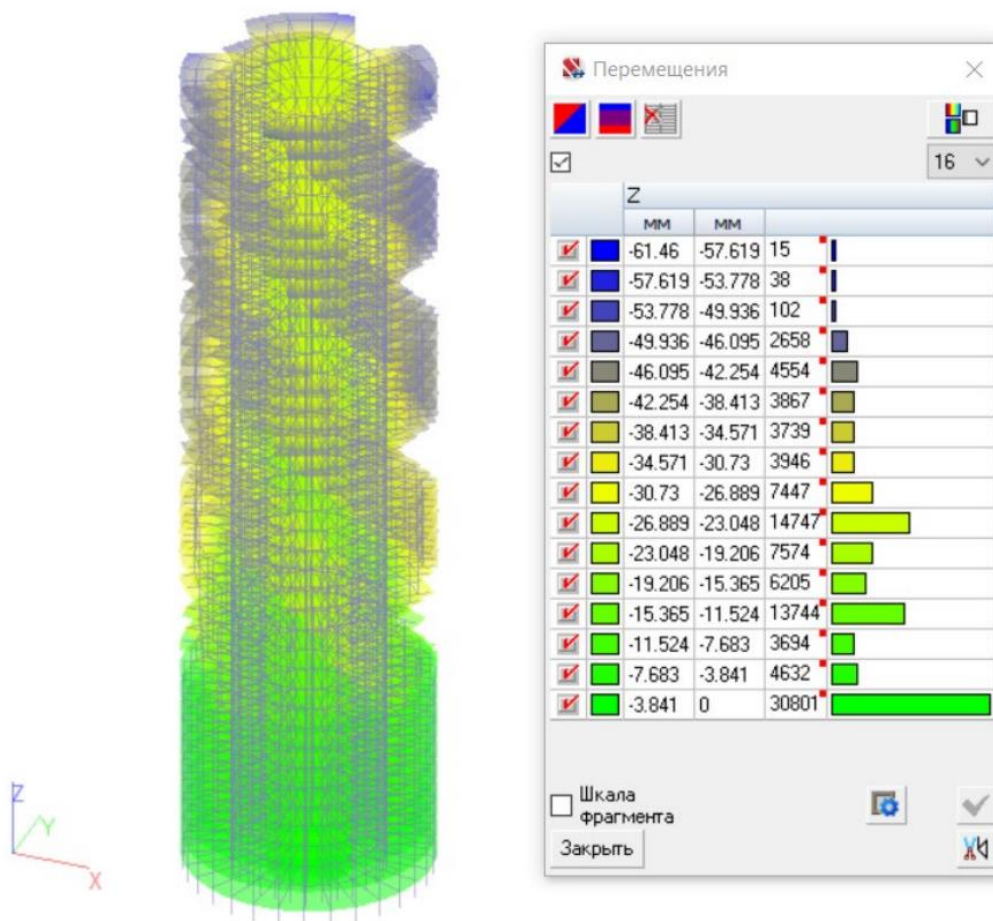 Перемещения
16
Z
мм мм
-61.46 -57.619 15
-57.619 -53.778 38
-53.778 -49.936 102
-49.936 -46.095 2658
-46.095 -42.254 4554
-42.254 -38.413 3867
-38.413 -34.571 3739
-34.571 -30.73 3946
-30.73 -26.889 7447
-26.889 -23.048 14747
-23.048 -19.206 7574
-19.206 -15.365 6205
-15.365 -11.524 13744
-11.524 -7.683 3694
-7.683 -3.841 4632
-3.841 0 30801
Шкала
фрагмента
Закрыть
Z
Y
X